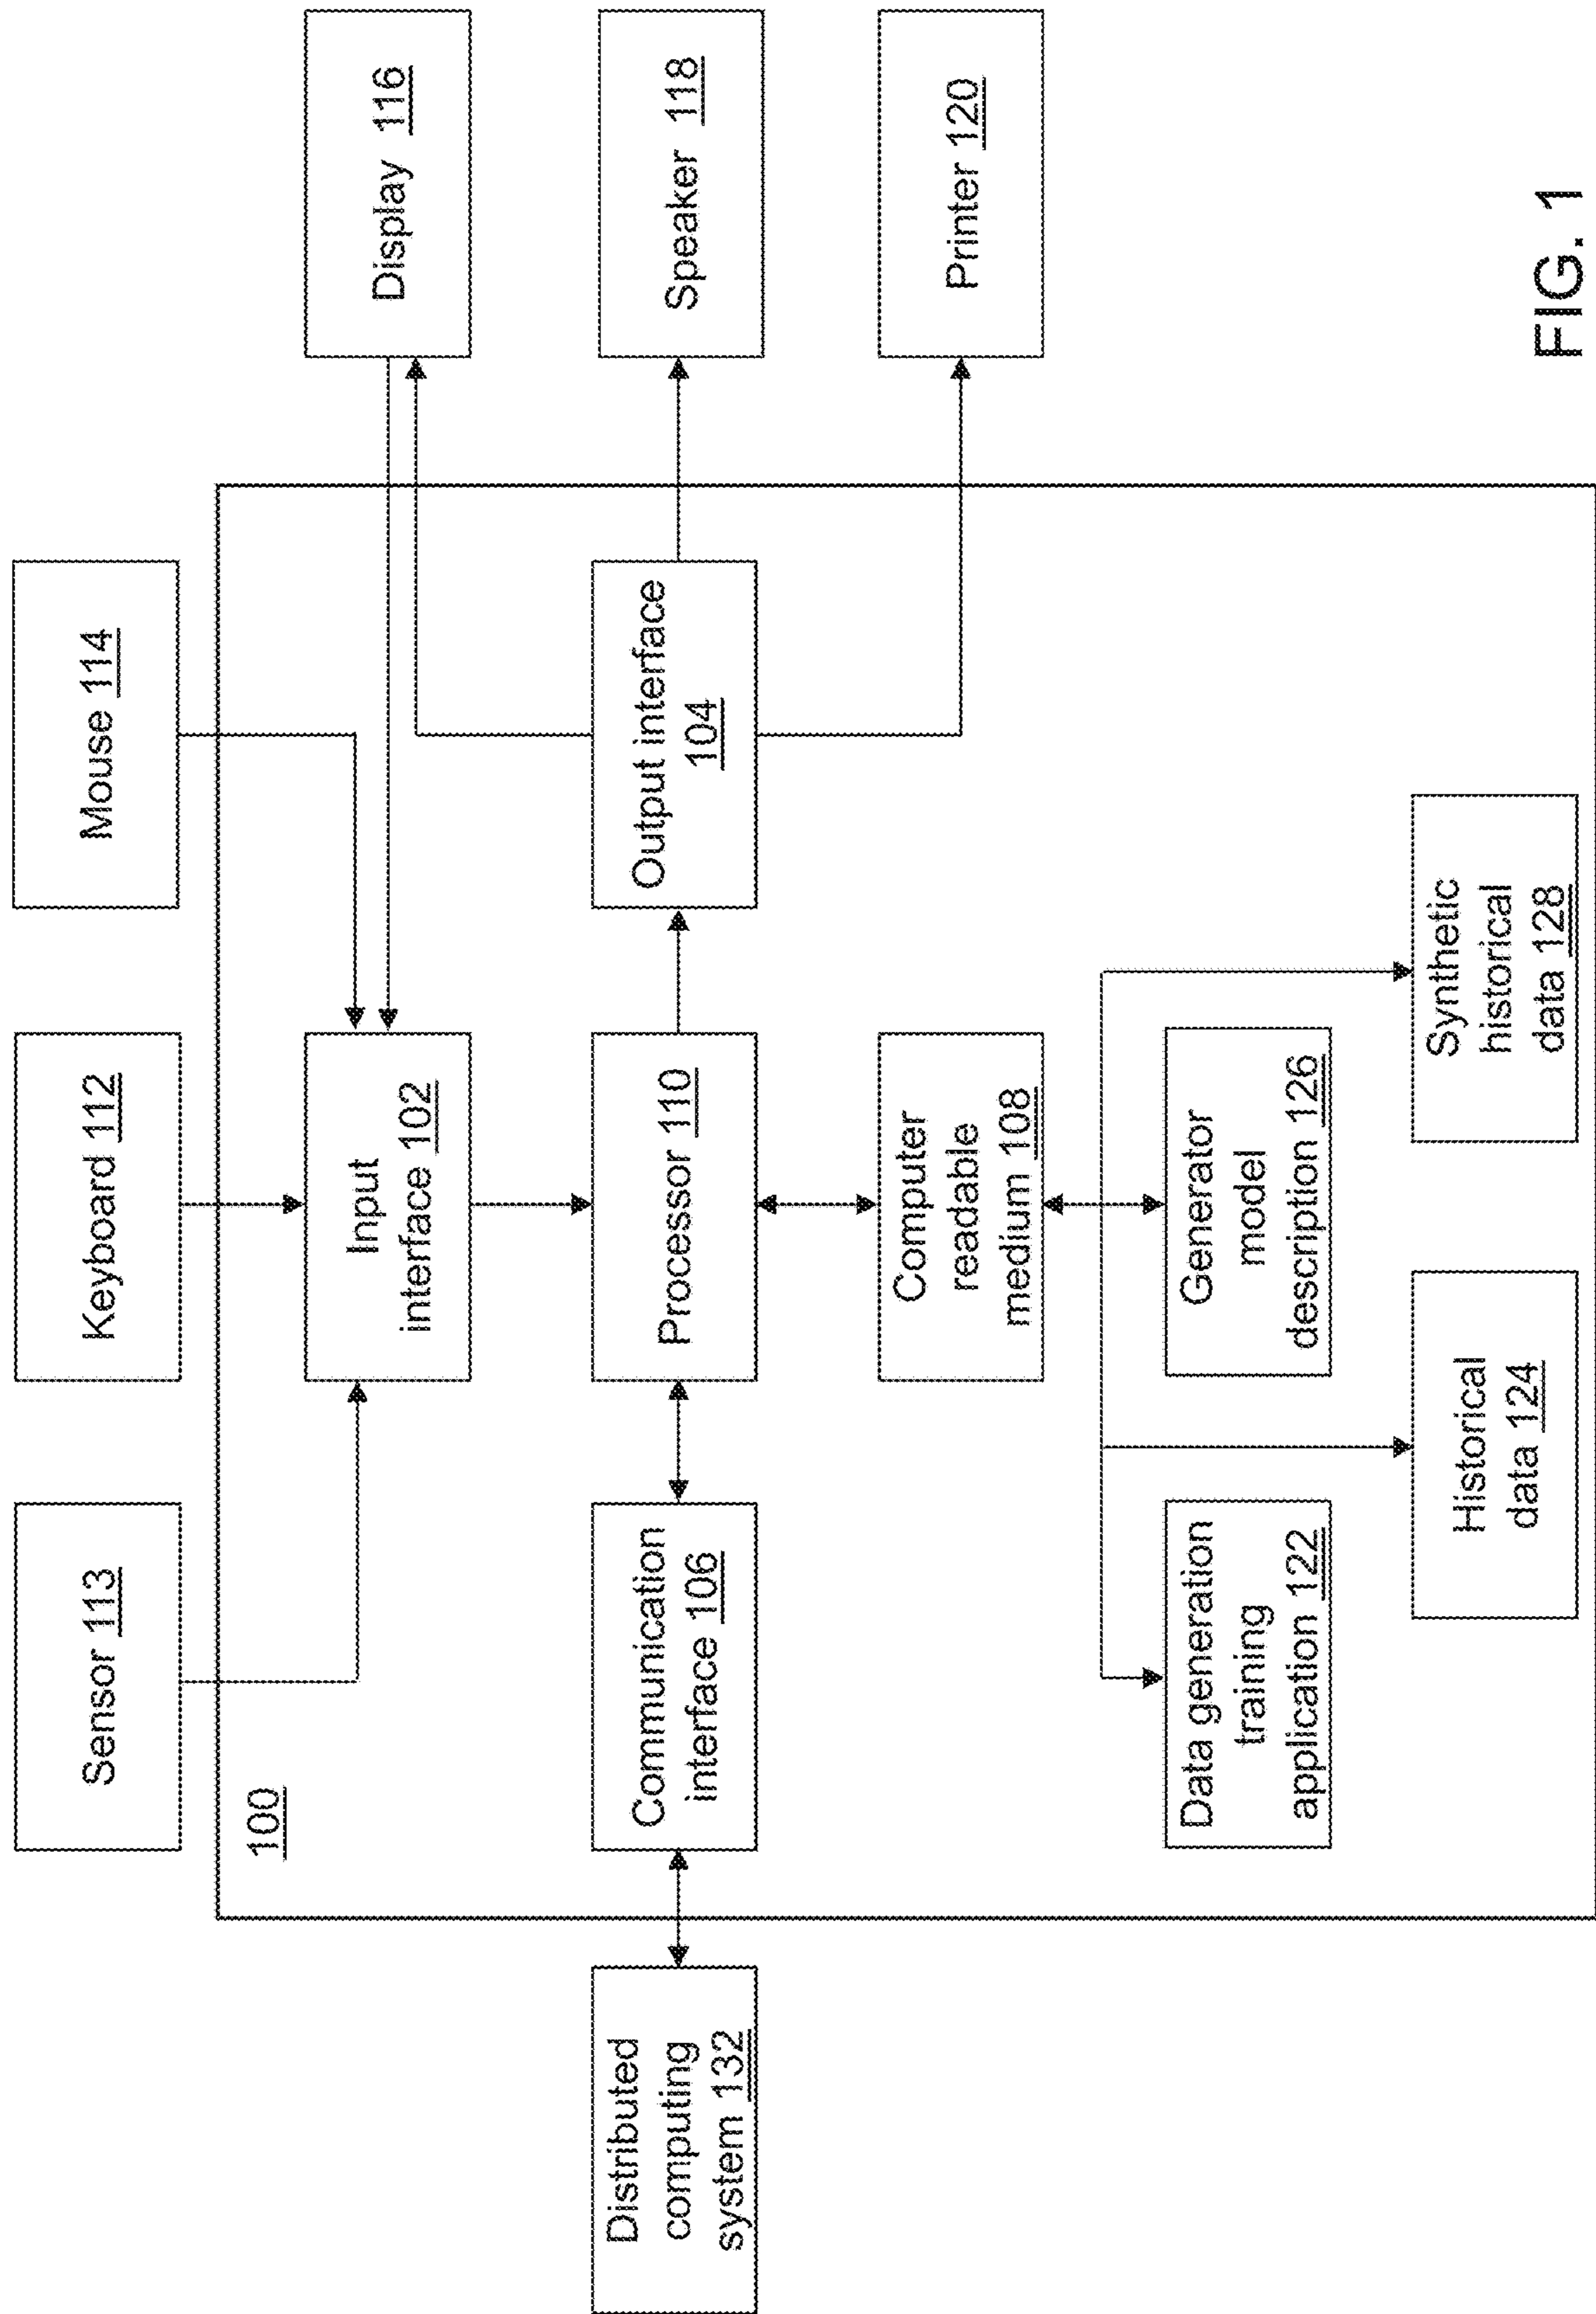 Sensor 113
Keyboard 112
Mouse 114
100
Input
interface 102
Display 116
Distributed
computing
system 132
Communication
interface 106
Processor 110
Output interface
104
Speaker 118
Computer
readable
medium 108
Printer 120
Data generation
training
application 122
Generator
model
description 126
Historical
data 124
Synthetic
historical
data 128
FIG. 1